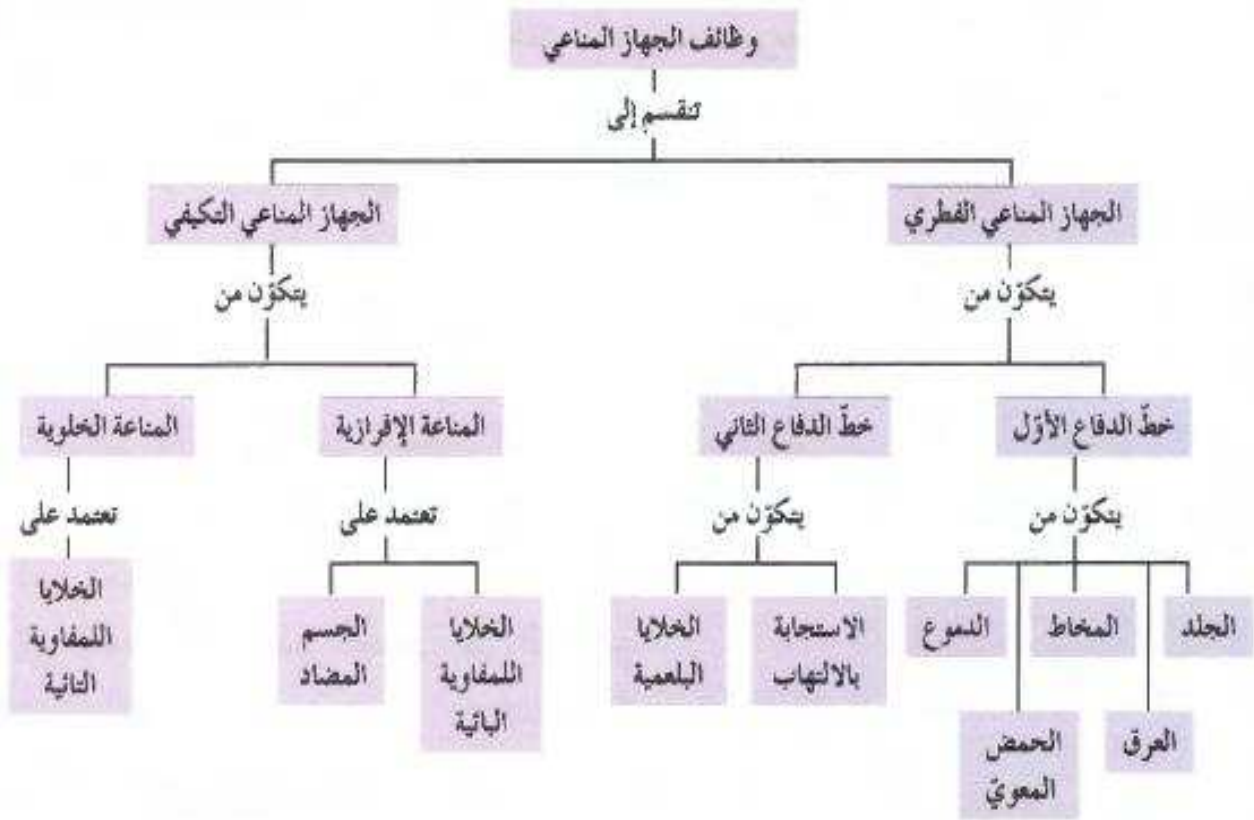 وظائف الجهاز المناعي
تنقسم إلى
الجهاز المناعي الفطري
الجهاز المناعي التكيفي
يتكوّن من
يتكوّن من
خطّ الدفاع الأوّل
خطّ الدفاع الثاني
المناعة الإفرازية
المناعة الخلوية
يتكوّن من
يتكوّن من
تعتمد على
تعتمد على
الجلد
المخاط
الدموع
العرق
الحمض
المعويّ
الاستجابة
بالالتهاب
الخلايا
البلعمية
الخلايا
اللمفاوية
البائية
الجسم
المضاد
الخلايا
اللمفاوية
التائية